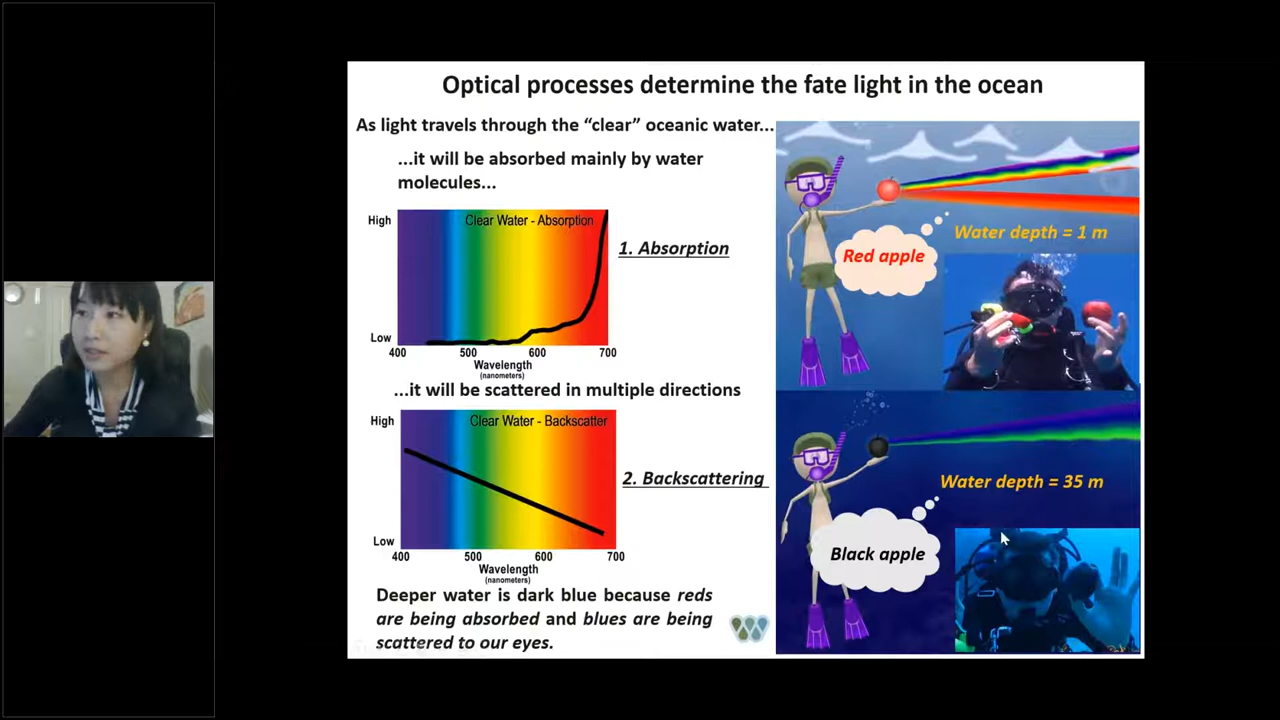 Optical processes determine the fate light in the ocean
As light travels through the “clear” oceanic water...
...it will be absorbed mainly by water
molecules...
High
Clear Water - Absorption
1. Absorption
Low
400
500
600
700
Wavelength
(nanometers)
...it will be scattered in multiple directions
High
Clear Water - Backscatter
2. Backscattering
Low
400
500
600
700
Wavelength
(nanometers)
Deeper water is dark blue because reds
are being absorbed and blues are being
scattered to our eyes.
Water depth = 1 m
Red apple
Water depth = 35 m
Black apple